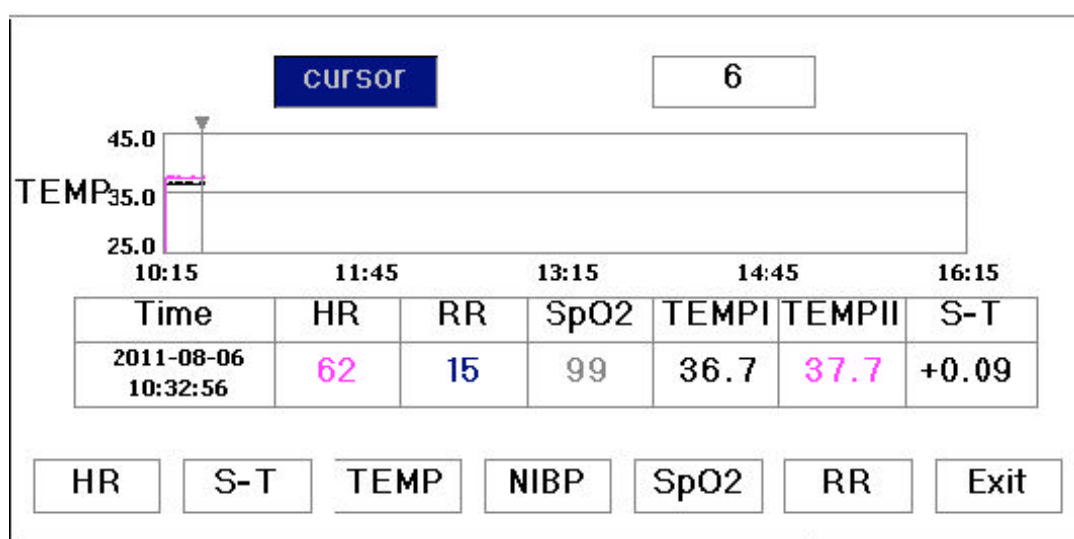 cursor 6
45.0
TEMP
35.0
25.0
10:15 11:45 13:15 14:45 16:15
Time HR RR SpO2 TEMPI TEMPII S-T
2011-08-06
10:32:56
62 15 99 36.7 37.7 +0.09
HR S-T TEMP NIBP SpO2 RR Exit